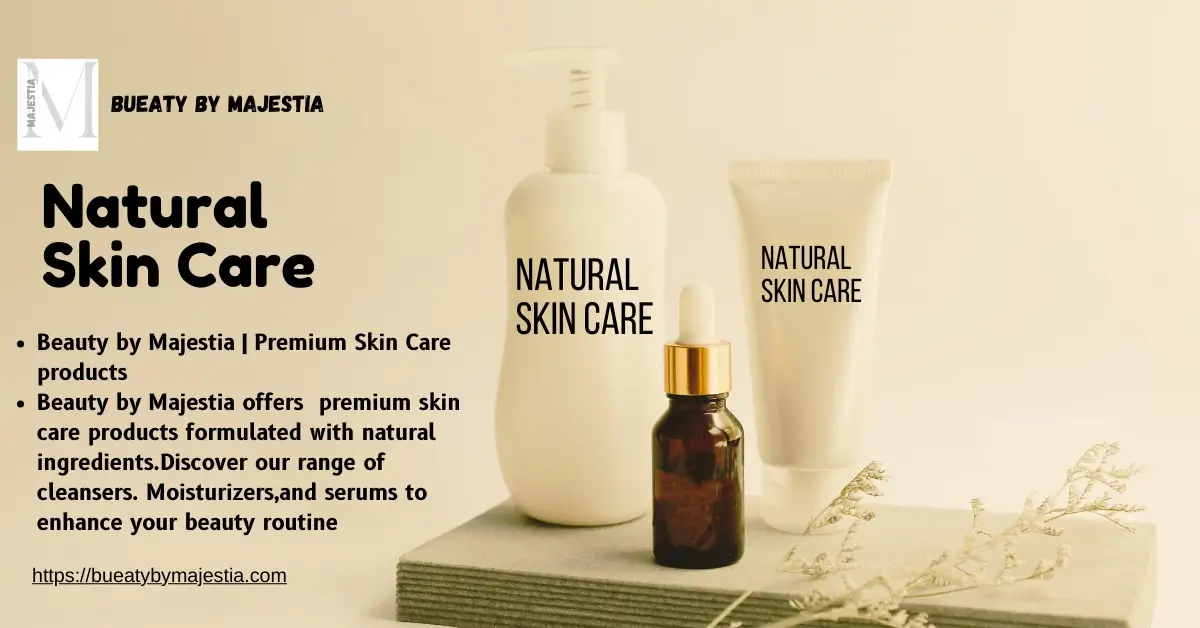 MAJESTIA
M
BUEATY BY MAJESTIA
Natural
Skin Care
• Beauty by Majestia | Premium Skin Care
products
• Beauty by Majestia offers  premium skin
care products formulated with natural
ingredients.Discover our range of
cleansers. Moisturizers,and serums to
enhance your beauty routine
https://bueatybymajestia.com
NATURAL
SKIN CARE
NATURAL
SKIN CARE